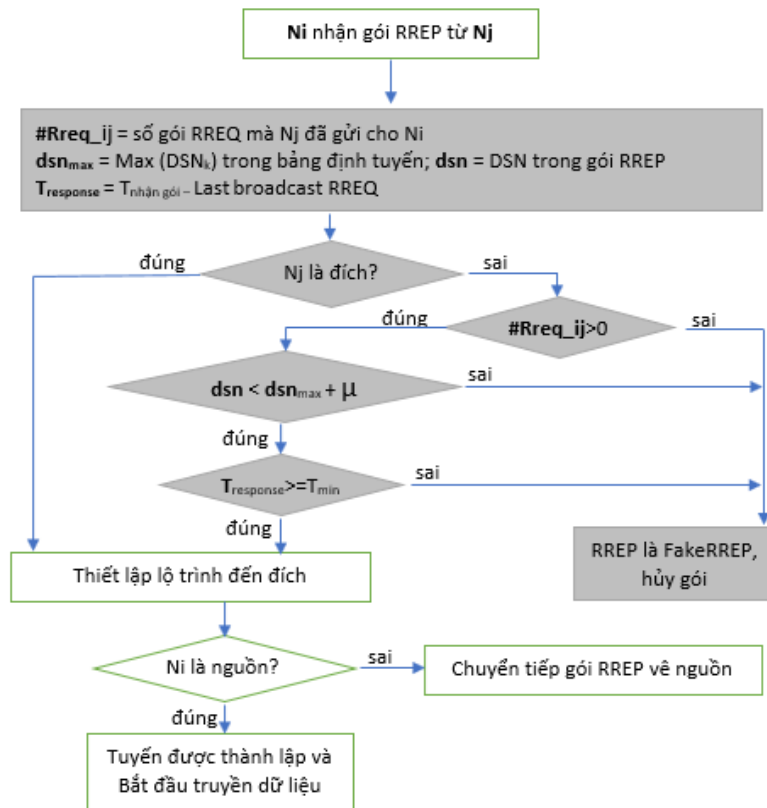 Ni nhận gói RREP từ Nj
#Rreq_ij = số gói RREQ mà Nj đã gửi cho Ni
dsnmax = Max (DSNk) trong bảng định tuyến; dsn = DSN trong gói RREP
Tresponse = Tnhận gói – Last broadcast RREQ
đúng
Nj là đích?
sai
đúng
#Rreq_ij>0
sai
dsn < dsnmax + μ
sai
đúng
Tresponse>=Tmin
sai
đúng
RREP là FakeRREP,
hủy gói
Thiết lập lộ trình đến đích
Ni là nguồn?
sai
Chuyển tiếp gói RREP vê nguồn
đúng
Tuyến được thành lập và
Bắt đầu truyền dữ liệu